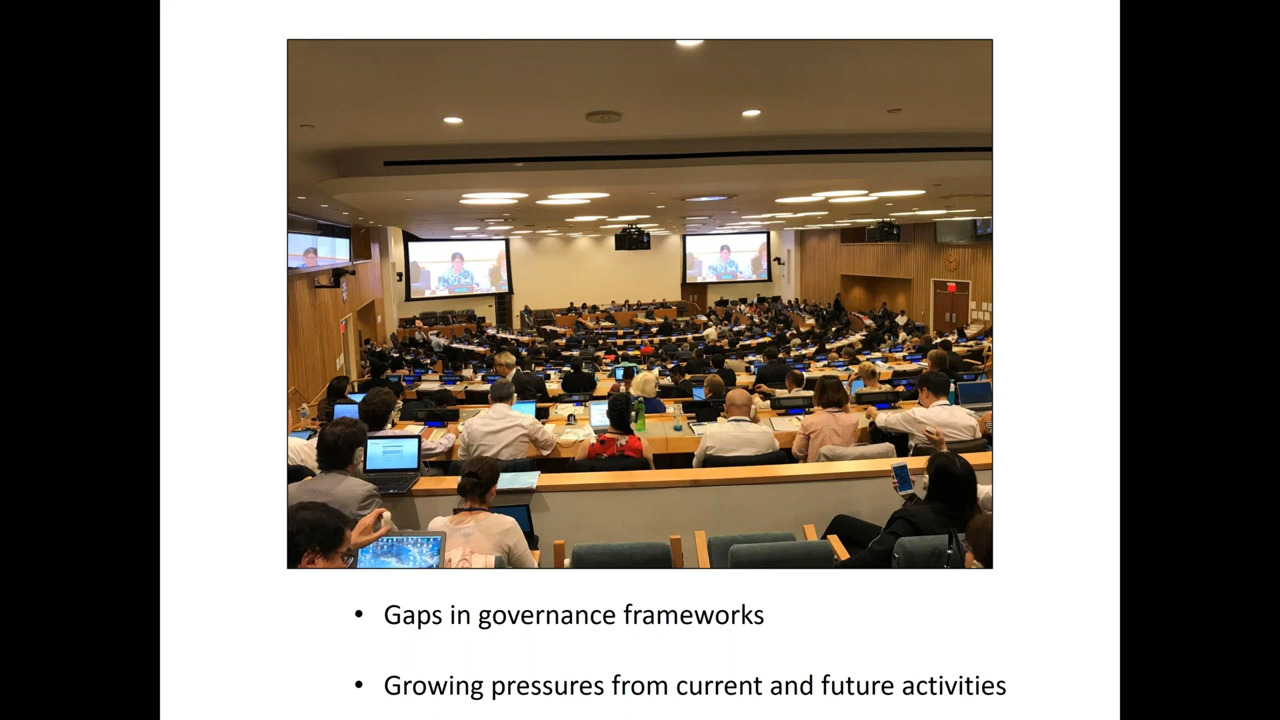 • Gaps in governance frameworks
• Growing pressures from current and future activities